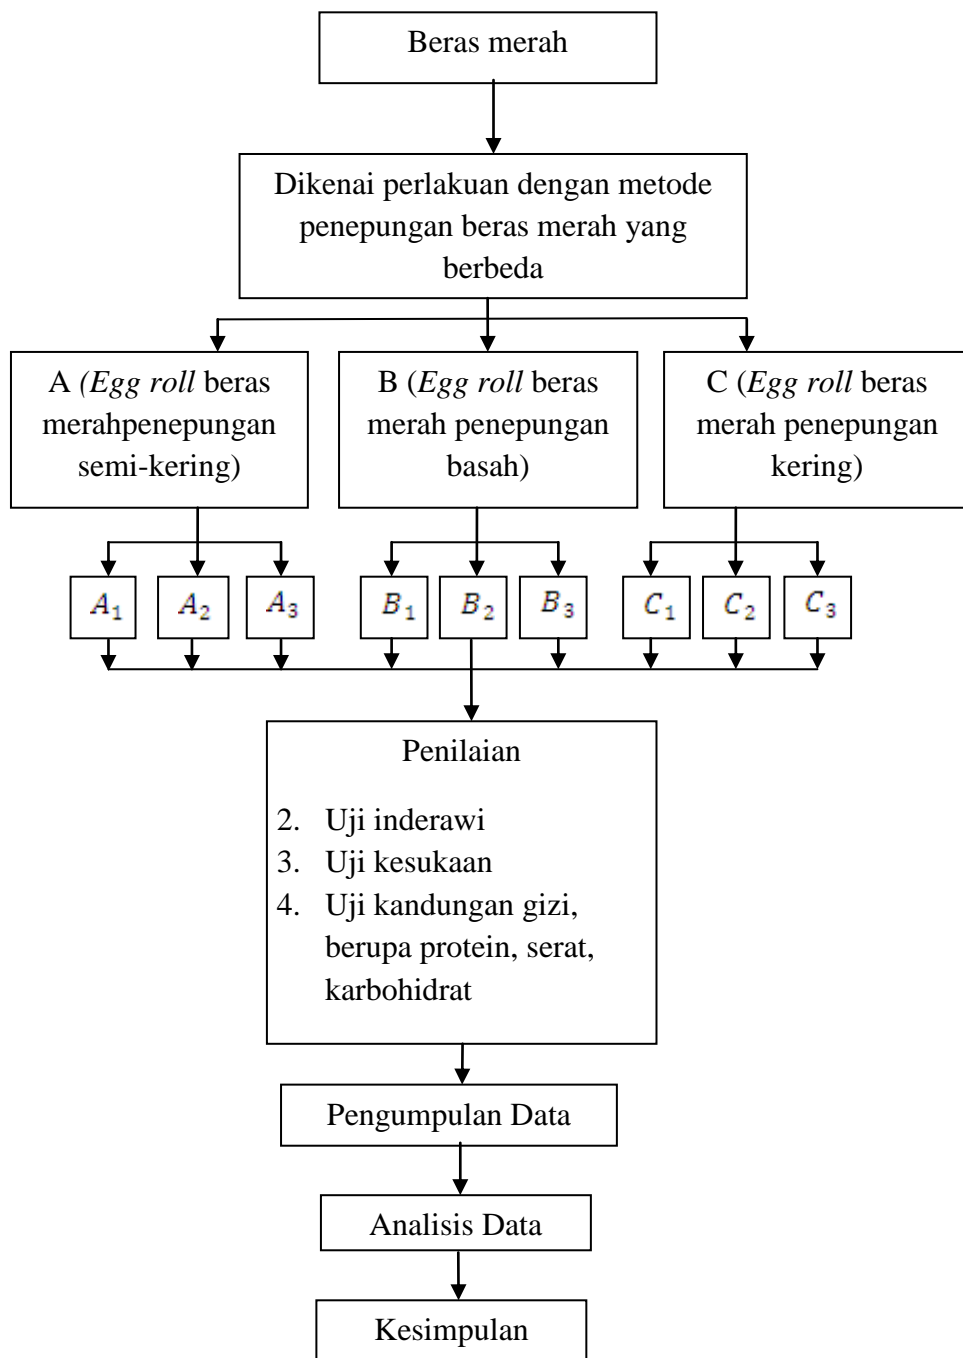 Beras merah
Dikenai perlakuan dengan metode
penepungan beras merah yang
berbeda
A (Egg roll beras
merahpenepungan
semi-kering)
B (Egg roll beras
merah penepungan
basah)
C (Egg roll beras
merah penepungan
kering)
A₁ A₂ A₃ B₁ B₂ B₃ C₁ C₂ C₃
Penilaian
2. Uji inderawi
3. Uji kesukaan
4. Uji kandungan gizi,
berupa protein, serat,
karbohidrat
Pengumpulan Data
Analisis Data
Kesimpulan